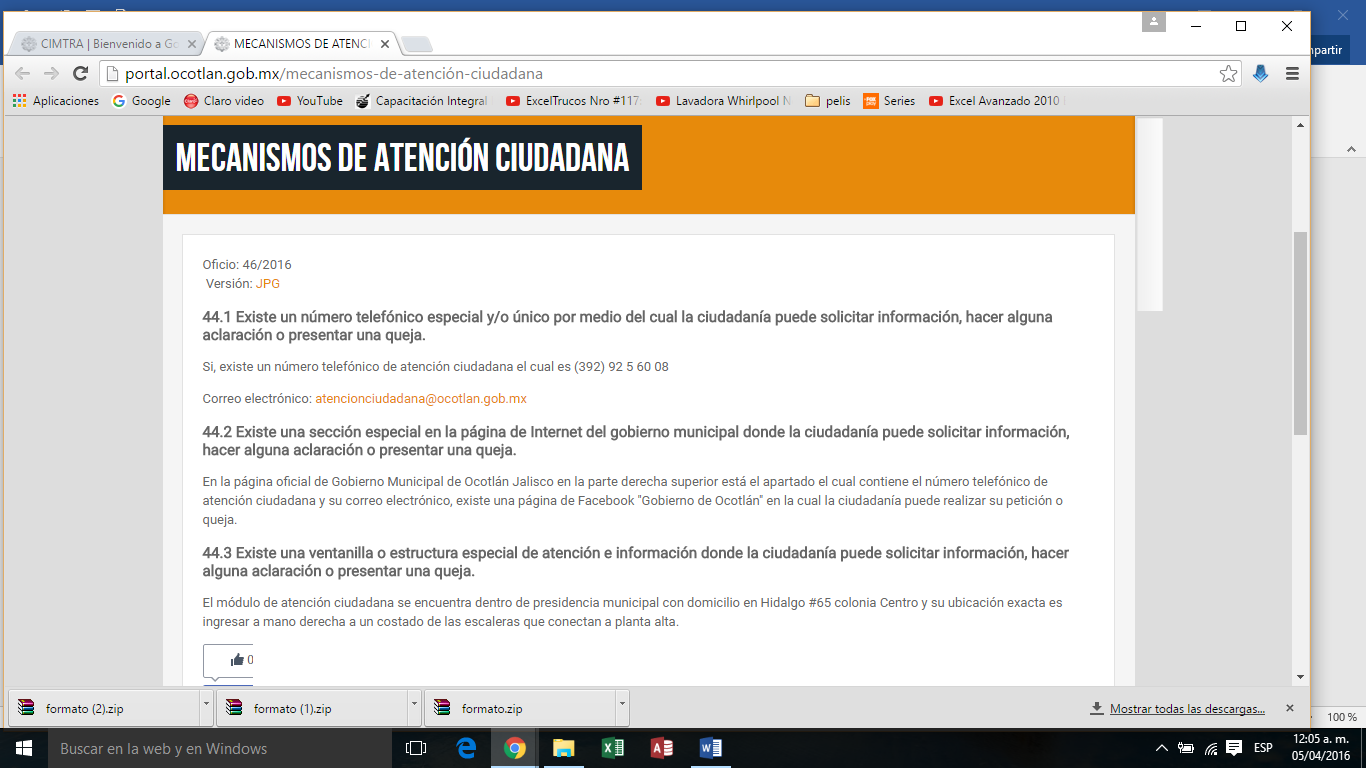 mpartir
CIMTRA | Bienvenido a Go
MECANISMOS DE ATENCI
portal.ocotlan.gob.mx/mecanismos-de-atención-ciudadana
Aplicaciones
Google
Claro video
YouTube
Capacitación Integral
ExcelTrucos Nro #117:
Lavadora Whirlpool N
pelis
Series
Excel Avanzado 2010
MECANISMOS DE ATENCIÓN CIUDADANA
Oficio: 46/2016
Versión: JPG
44.1 Existe un número telefónico especial y/o único por medio del cual la ciudadanía puede solicitar información, hacer alguna
aclaración o presentar una queja.
Si, existe un número telefónico de atención ciudadana el cual es (392) 92 5 60 08
Correo electrónico: atencionciudadana@ocotlan.gob.mx
44.2 Existe una sección especial en la página de Internet del gobierno municipal donde la ciudadanía puede solicitar información,
hacer alguna aclaración o presentar una queja.
En la página oficial de Gobierno Municipal de Ocotlán Jalisco en la parte derecha superior está el apartado el cual contiene el número telefónico de
atención ciudadana y su correo electrónico, existe una página de Facebook "Gobierno de Ocotlán" en la cual la ciudadanía puede realizar su petición o
queja.
44.3 Existe una ventanilla o estructura especial de atención e información donde la ciudadanía puede solicitar información, hacer
alguna aclaración o presentar una queja.
El módulo de atención ciudadana se encuentra dentro de presidencia municipal con domicilio en Hidalgo #65 colonia Centro y su ubicación exacta es
ingresar a mano derecha a un costado de las escaleras que conectan a planta alta.
0
formato (2).zip
formato (1).zip
formato.zip
Mostrar todas las descargas...
100 %
Buscar en la web y en Windows
ESP
12:05 a. m.
05/04/2016